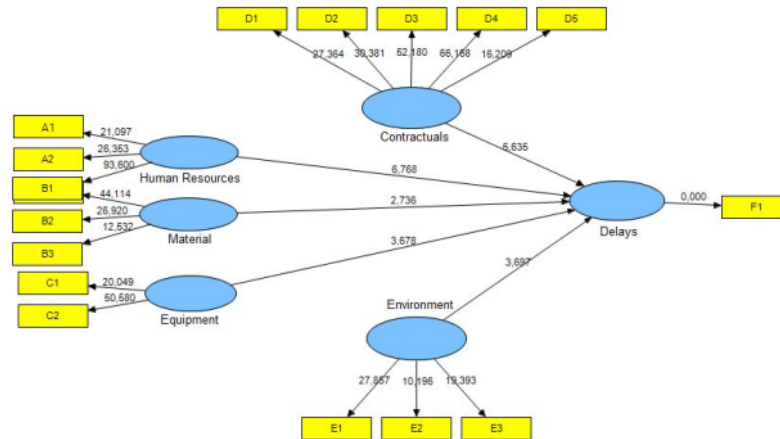 D1
D2
D3
D4
D5
27,364
30,381
52,180
66,168
16,209
Contractuals
A1
A2
21,097
26,353
93,600
Human Resources
B1
B2
B3
44,114
26,920
12,532
Material
C1
C2
20,049
50,580
Equipment
5,635
6,768
2,736
3,678
3,697
Delays
0,000
F1
Environment
27,857
10,196
19,393
E1
E2
E3